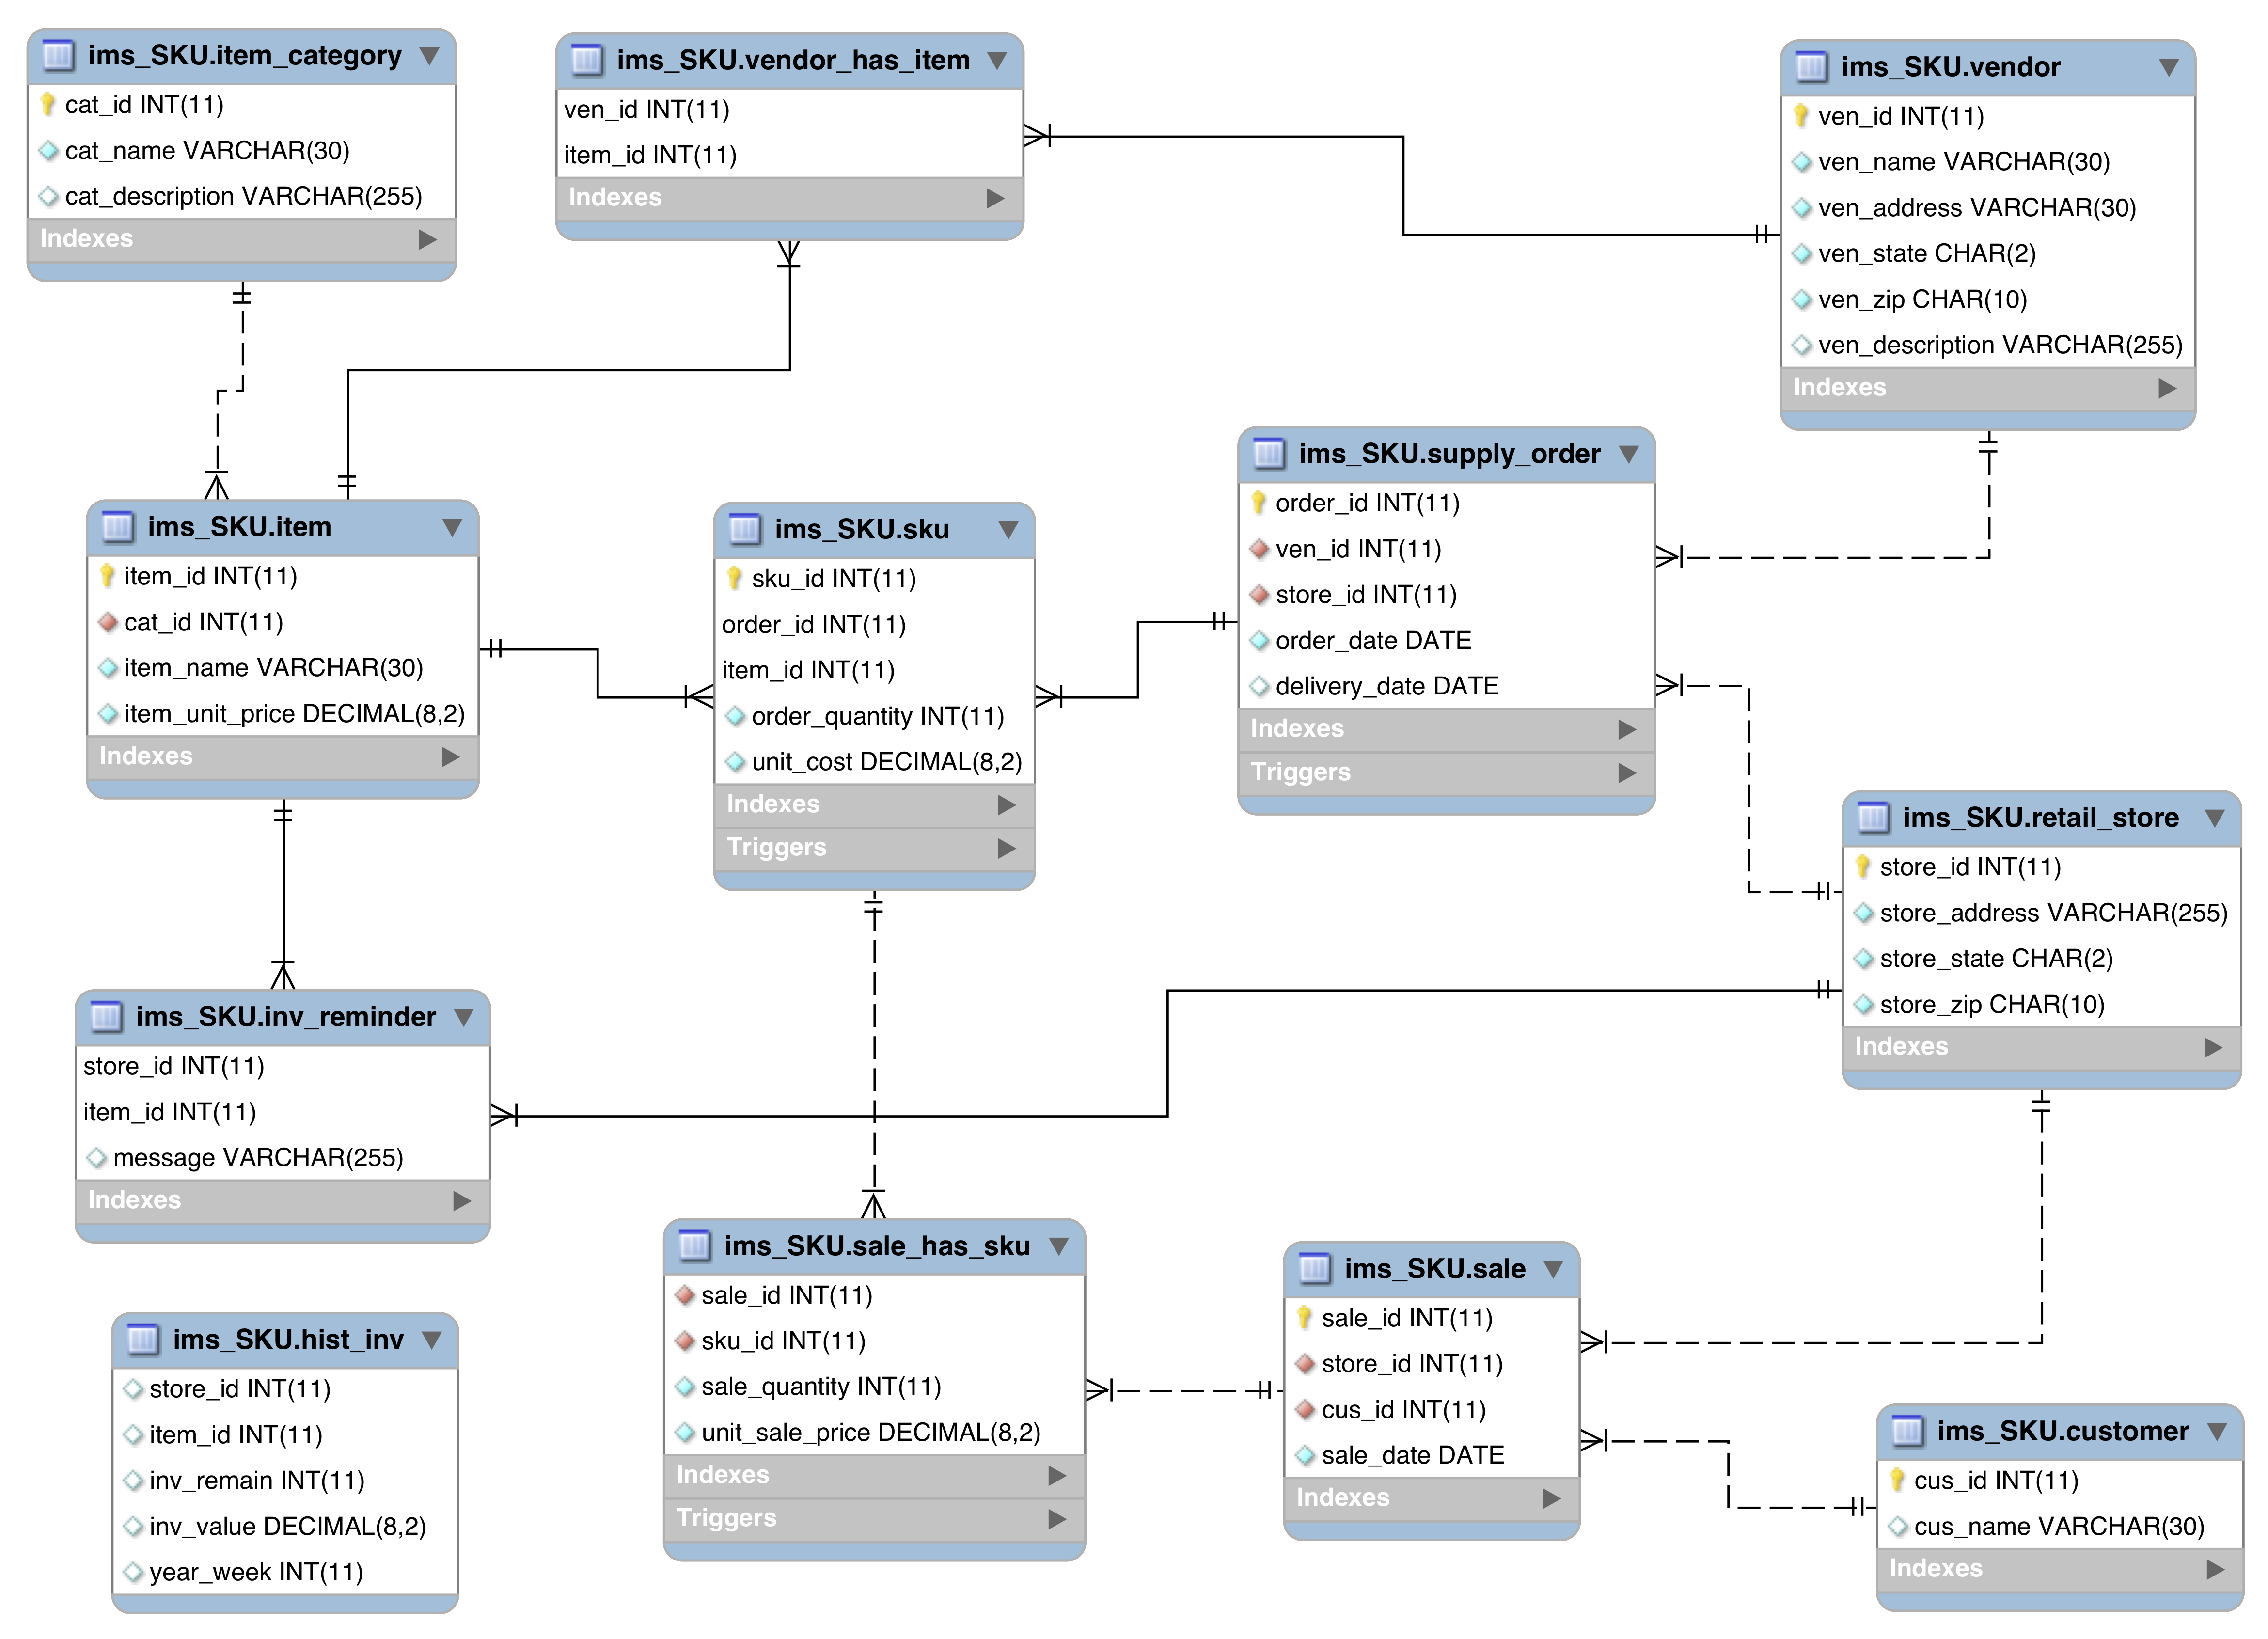 ims_SKU.item_category
cat_id INT(11)
cat_name VARCHAR(30)
cat_description VARCHAR(255)
Indexes
ims_SKU.vendor_has_item
ven_id INT(11)
item_id INT(11)
Indexes
ims_SKU.vendor
ven_id INT(11)
ven_name VARCHAR(30)
ven_address VARCHAR(30)
ven_state CHAR(2)
ven_zip CHAR(10)
ven_description VARCHAR(255)
Indexes
ims_SKU.item
item_id INT(11)
cat_id INT(11)
item_name VARCHAR(30)
item_unit_price DECIMAL(8,2)
Indexes
ims_SKU.sku
sku_id INT(11)
order_id INT(11)
item_id INT(11)
order_quantity INT(11)
unit_cost DECIMAL(8,2)
Indexes
Triggers
ims_SKU.supply_order
order_id INT(11)
ven_id INT(11)
store_id INT(11)
order_date DATE
delivery_date DATE
Indexes
Triggers
ims_SKU.retail_store
store_id INT(11)
store_address VARCHAR(255)
store_state CHAR(2)
store_zip CHAR(10)
Indexes
ims_SKU.inv_reminder
store_id INT(11)
item_id INT(11)
message VARCHAR(255)
Indexes
ims_SKU.sale_has_sku
sale_id INT(11)
sku_id INT(11)
sale_quantity INT(11)
unit_sale_price DECIMAL(8,2)
Indexes
Triggers
ims_SKU.sale
sale_id INT(11)
store_id INT(11)
cus_id INT(11)
sale_date DATE
Indexes
ims_SKU.hist_inv
store_id INT(11)
item_id INT(11)
inv_remain INT(11)
inv_value DECIMAL(8,2)
year_week INT(11)
ims_SKU.customer
cus_id INT(11)
cus_name VARCHAR(30)
Indexes